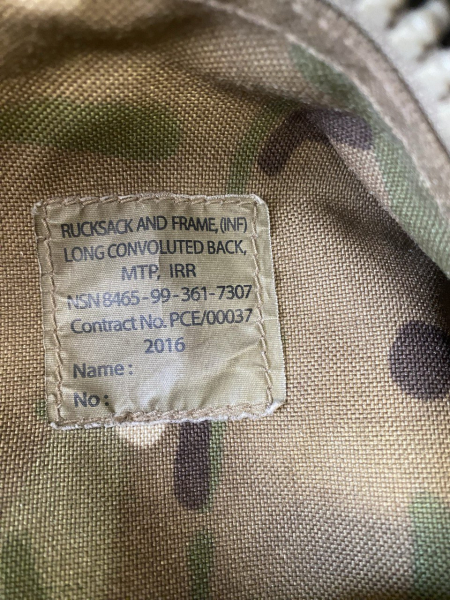 RUCKSACK AND FRAME, (INF)
LONG CONVOLUTED BACK,
MTP, IRR
NSN 8465-99-361-7307
Contract No. PCE/00037
2016
Name :
No :